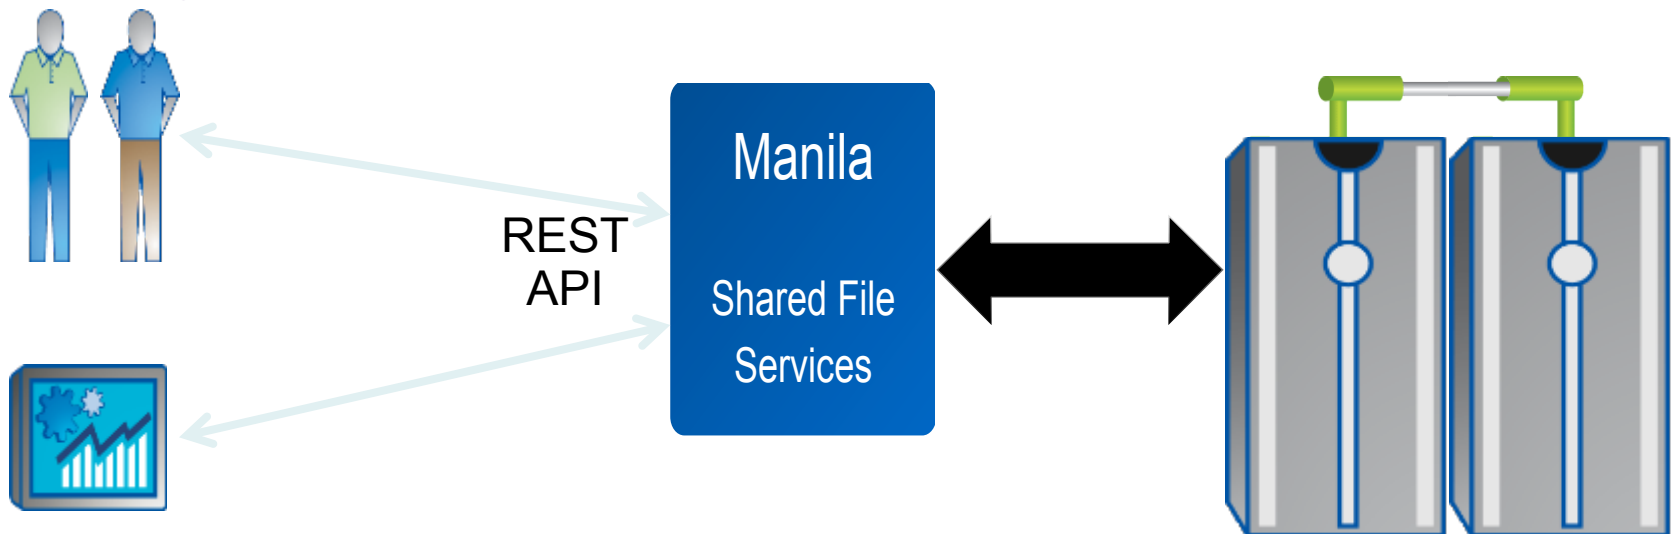 REST
API
Manila
Shared File
Services